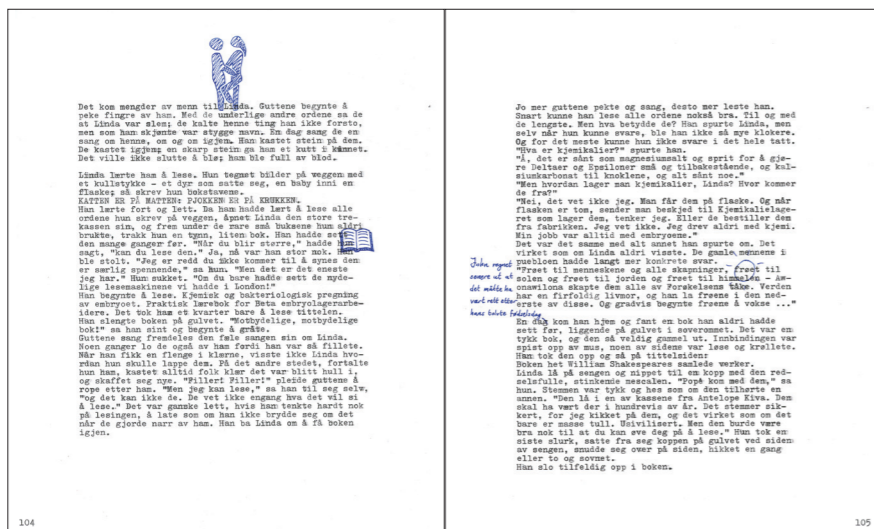 Det kom mengder av menn til Linda. Guttene begynte å
peke fingre av ham. Med de underlige andre ordene sa de
at Linda var slem; de kalte henne ting han ikke forsto,
men som han skjønte var stygge navn. En dag sang de en
sang om henne, om og om igjen. Han kastet stein på dem.
De kastet igjen; en skarp stein ga ham et kutt i kinnet.
Det ville ikke slutte å blø; han ble full av blod.
Linda lærte ham å lese. Hun tegnet bilder på veggen med
et kullstykke – et dyr som satte seg, en baby inni en
flaske; så skrev hun bokstavene.
KATTEN ER PÅ MATTEN: PJOKKEN ER PÅ KRUKKEN.
Han lærte fort og lett. Da han hadde lært å lese alle
ordene hun skrev på veggen, åpnet Linda den store tre-
kassen sin, og frem under de rare små buksene hun aldri
brukte, trakk hun en tynn, liten bok. Han hadde sett
den mange ganger før. "Når du blir større," hadde hun
sagt, "kan du lese den." Ja, nå var han stor nok. Han
ble stolt. "Jeg er redd du ikke kommer til å synes den
er særlig spennende," sa hun. "Men det er det eneste
jeg har." Hun sukket. "Om du bare hadde sett de nyde-
lige lesemaskinene vi hadde i London!"
Han begynte å lese. Kjemisk og bakteriologisk pregning
av embryoet. Praktisk lærebok for Beta embryolagerarbe-
idere. Det tok ham et kvarter bare å lese tittelen.
Han slengte boken på gulvet. "Motbydelige, motbydelige
bok!" sa han sint og begynte å gråte.
Guttene sang fremdeles den fæle sangen sin om Linda.
Noen ganger lo de også av ham fordi han var så fillete.
Når han fikk en flenge i klærne, visste ikke Linda hvo-
rdan hun skulle lappe dem. På det andre stedet, fortalte
hun ham, kastet alltid folk klær det var blitt hull i,
og skaffet seg nye. "Filler! Filler!" pleide guttene å
rope etter ham. "Men jeg kan lese," sa han til seg selv,
"og det kan ikke de. De vet ikke engang hva det vil si
å lese." Det var ganske lett, hvis han tenkte hardt nok
på lesingen, å late som om han ikke brydde seg om det
når de gjorde narr av ham. Han ba Linda om å få boken
igjen.
104
Jo mer guttene pekte og sang, desto mer leste han.
Snart kunne han lese alle ordene nokså bra. Til og med
de lengste. Men hva betydde de? Han spurte Linda, men
selv når hun kunne svare, ble han ikke så mye klokere.
Og for det meste kunne hun ikke svare i det hele tatt.
"Hva er kjemikalier?" spurte han.
"Å, det er sånt som magnesiumsalt og sprit for å gjø-
re Deltaer og Epsiloner små og tilbakestående, og kal-
siumkarbonat til knoklene, og alt sånt noe."
"Men hvordan lager man kjemikalier, Linda? Hvor kommer
de fra?"
"Nei, det vet ikke jeg. Man får dem på flaske. Og når
flasken er tom, sender man beskjed til Kjemikalielage-
ret som lager dem, tenker jeg. Eller de bestiller dem
fra fabrikken. Jeg vet ikke. Jeg drev aldri med kjemi.
Min jobb var alltid med embryoene."
Det var det samme med alt annet han spurte om. Det
virket som om Linda aldri visste. De gamle mennene i
puebloen hadde langt mer konkrete svar.
"Frøet til menneskene og alle skapninger, frøet til
solen og frøet til jorden og frøet til himmelen – Aw-
onawilona skapte dem alle av Forskelsens tåke. Verden
har en firfoldig livmor, og han la frøene i den ned-
erste av disse. Og gradvis begynte frøene å vokse ..."
John regnet
senere ut at
det måtte ha
vært rett etter
hans tolvte fødselsdag.
En dag kom han hjem og fant en bok han aldri hadde
sett før, liggende på gulvet i soverommet. Det var en
tykk bok, og den så veldig gammel ut. Innbindingen var
spist opp av mus, noen av sidene var løse og krøllete.
Han tok den opp og så på tittelsiden:
Boken het William Shakespeares samlede verker.
Linda lå på sengen og nippet til en kopp med den red-
selsfulle, stinkende mescalen. "Popé kom med den," sa
hun. Stemmen var tykk og hes som om den tilhørte en
annen. "Den lå i en av kassene fra Antelope Kiva. Den
skal ha vært der i hundrevis av år. Det stemmer sik-
kert, for jeg kikket på den, og det virket som om det
bare er masse tull. Usivilisert. Men den burde være
bra nok til at du kan øve deg på å lese." Hun tok en
siste slurk, satte fra seg koppen på gulvet ved siden
av sengen, snudde seg over på siden, hikket en gang
eller to og sovnet.
Han slo tilfeldig opp i boken.
105